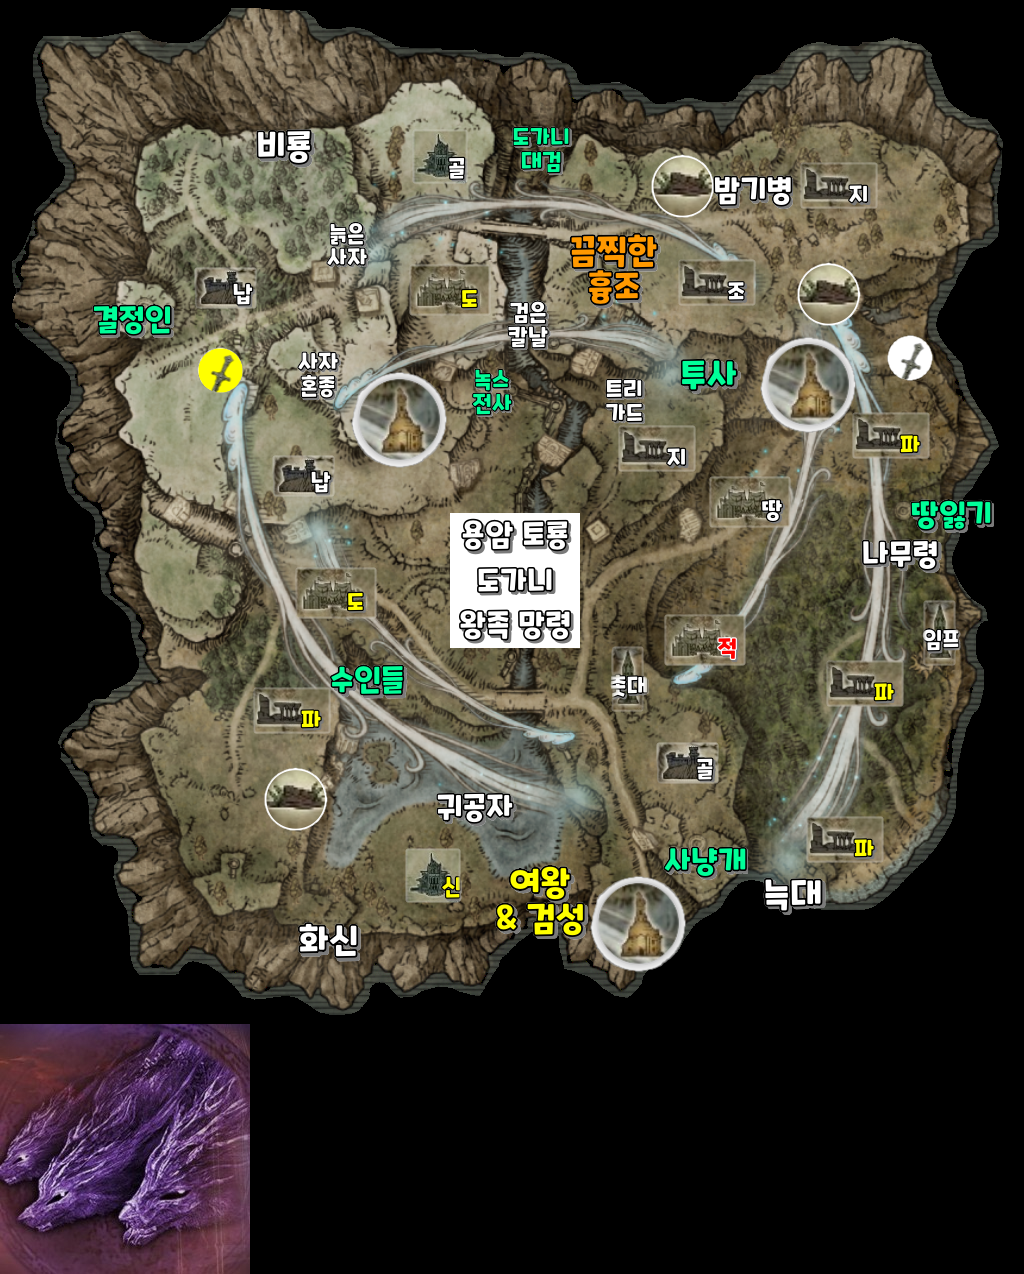 비룡
골
도가니
대검
밤기병
지
늙은
사자
끔찍한
흉조
납
도
조
결정인
검은
칼날
사자
혼종
녹스
전사
투사
트리
가드
지
파
납
땅
땅잃기
용암 토룡
도가니
왕족 망령
나무령
도
적
임프
수인들
촛대
파
파
골
귀공자
파
사냥개
신
여왕
& 검성
늑대
화신